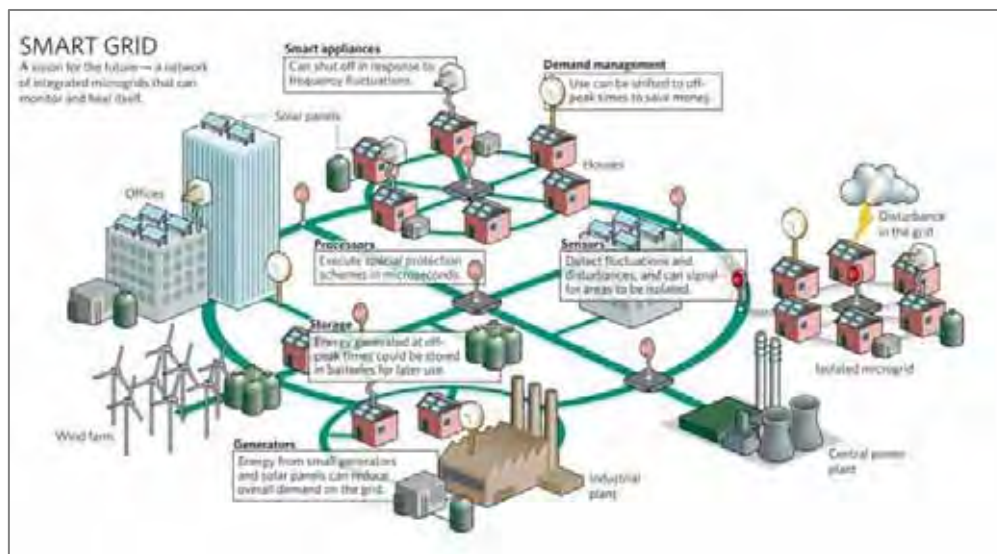 SMART GRID
A vision for the future — a network
of integrated microgrids that can
monitor and heal itself.
Smart appliances
Can shut off in response to
frequency fluctuations.
Demand management
Use can be shifted to off-
peak times to save money.
Solar panels
Houses
Offices
Disturbance
in the grid
Processors
Execute special protection
schemes in microseconds.
Sensors
Detect fluctuations and
disturbances, and can signal
for areas to be isolated.
Storage
Energy generated at off-
peak times could be stored
in batteries for later use.
Isolated microgrid
Wind farm
Generators
Energy from small generators
and solar panels can reduce
overall demand on the grid.
Industrial
plant
Central power
plant